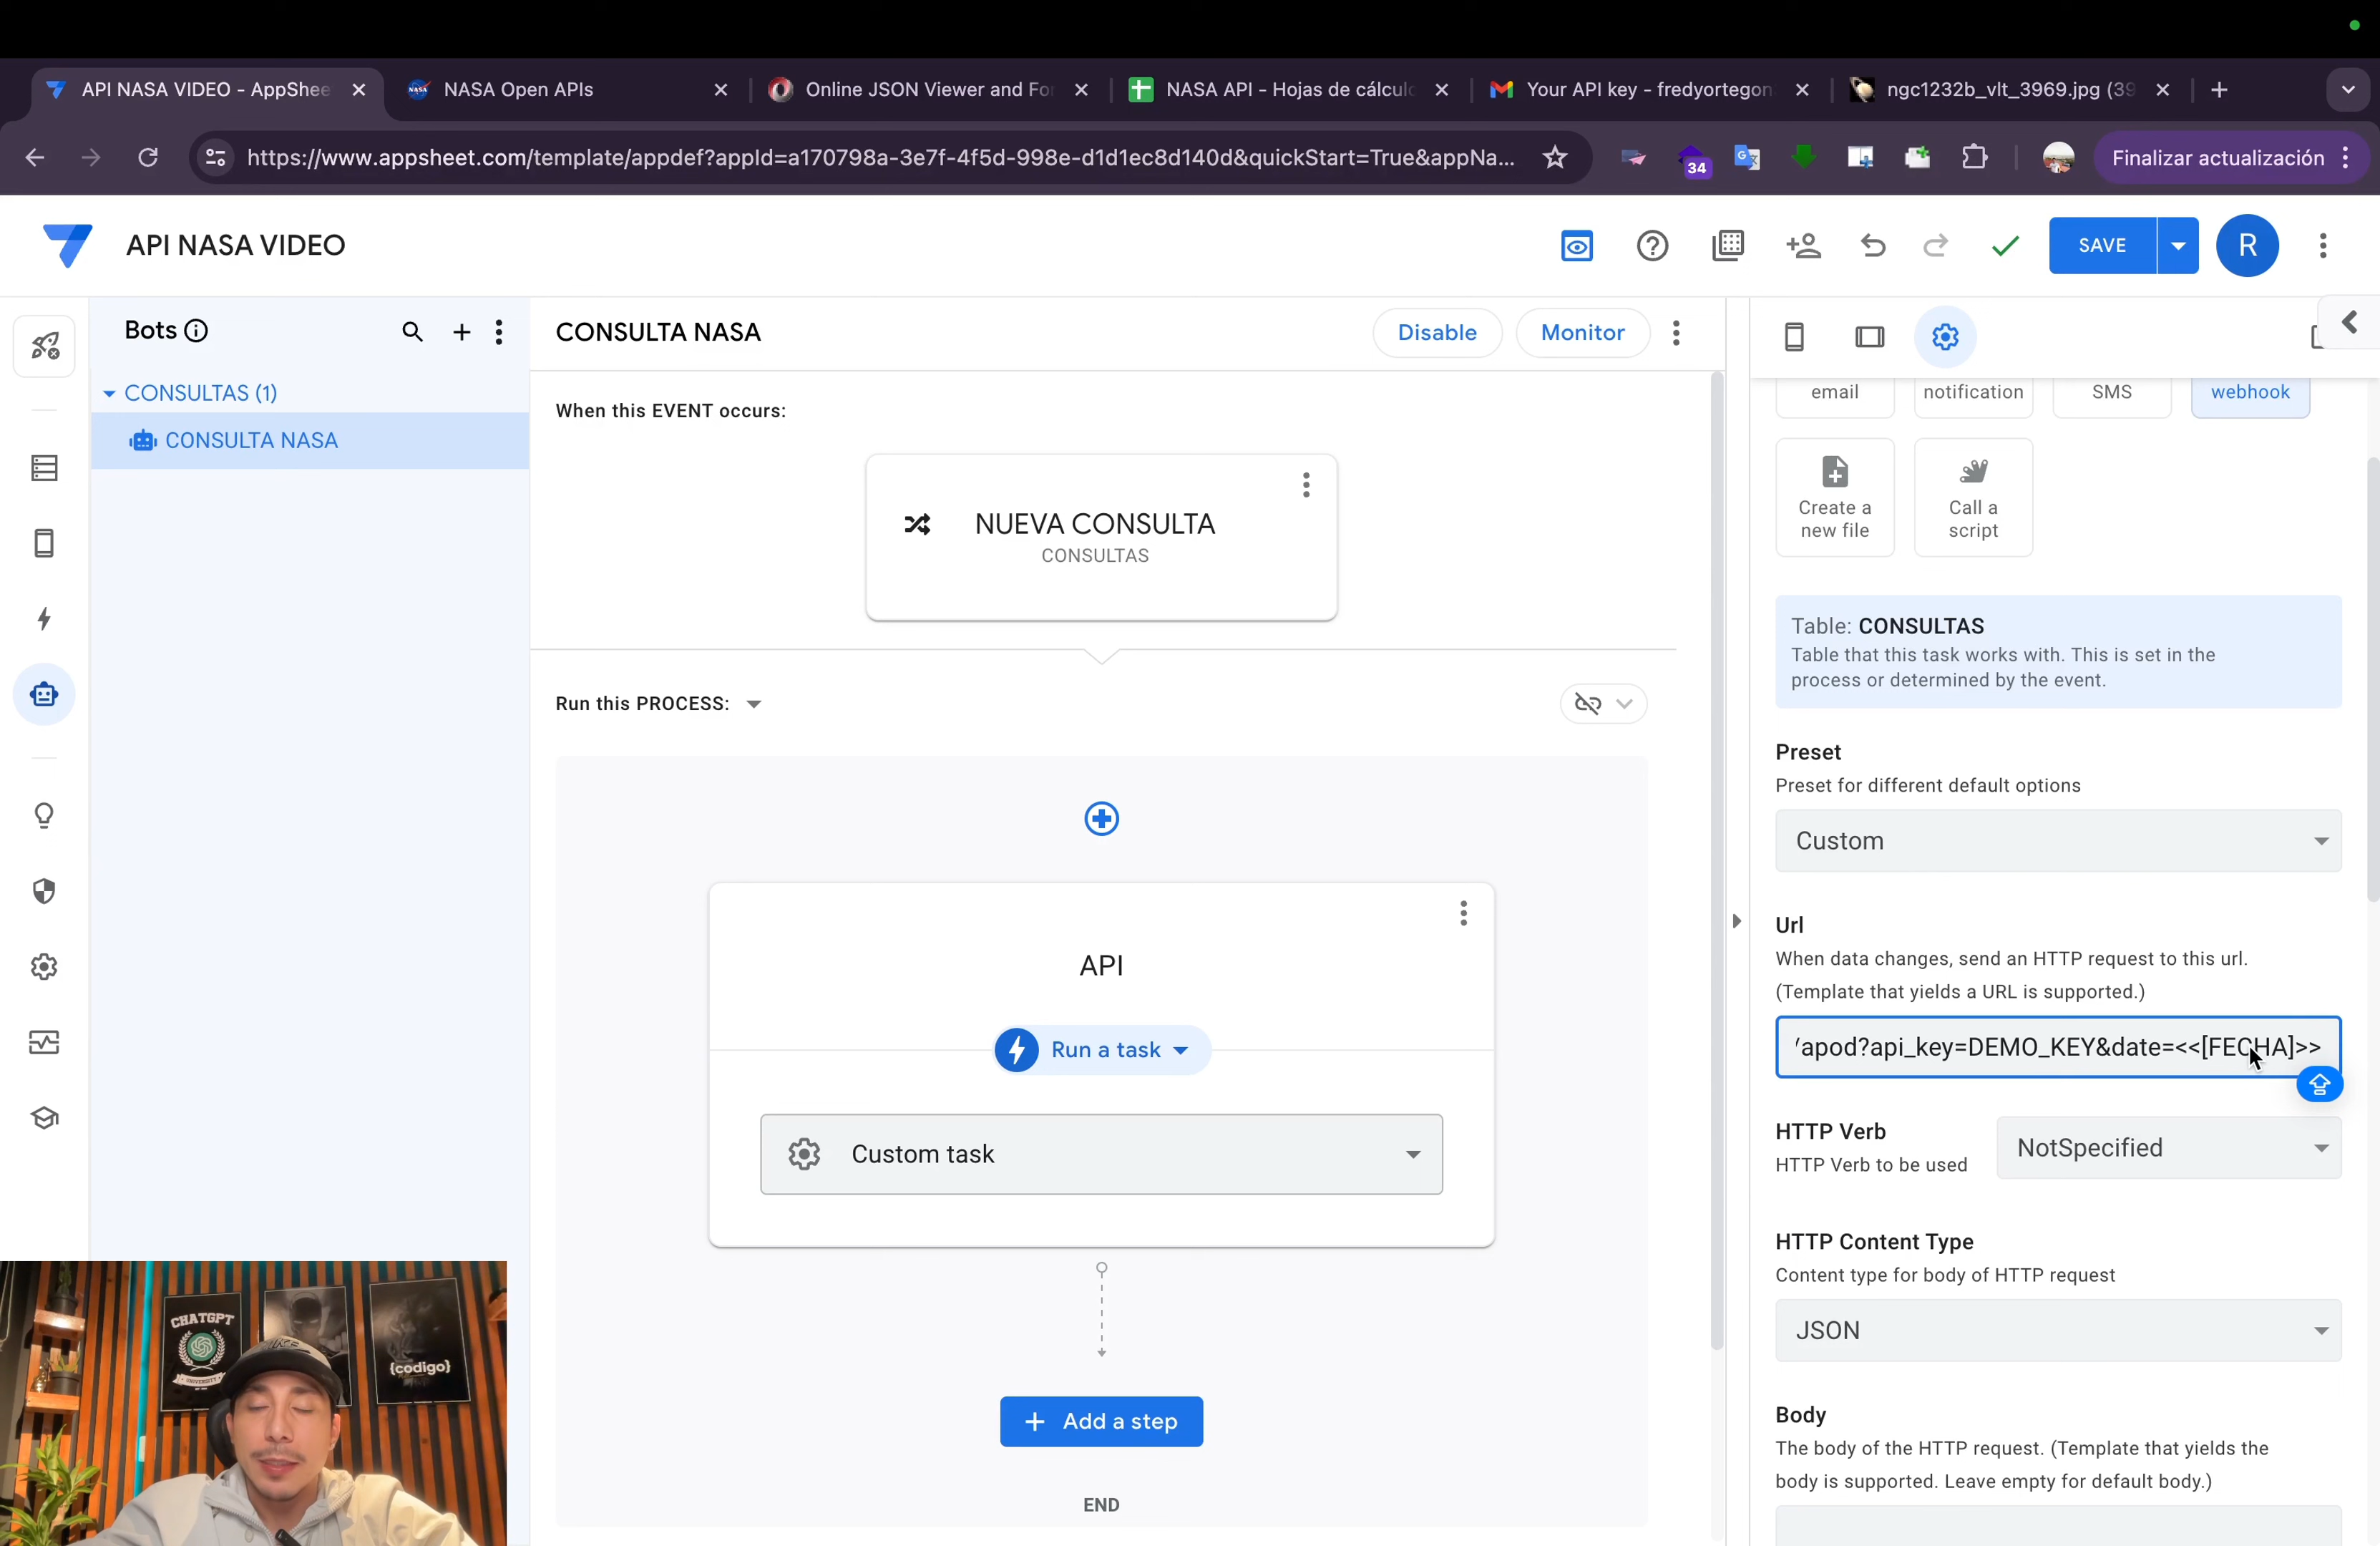 API NASA VIDEO - AppShee
NASA Open APIs
Online JSON Viewer and For
NASA API - Hojas de cálculo
Your API key - fredyortegon
ngc1232b_vlt_3969.jpg (39
https://www.appsheet.com/template/appdef?appId=a170798a-3e7f-4f5d-998e-d1d1ec8d140d&quickStart=True&appNa...
34
Finalizar actualización
API NASA VIDEO
SAVE
R
Bots
CONSULTAS (1)
CONSULTA NASA
CONSULTA NASA
Disable
Monitor
When this EVENT occurs:
NUEVA CONSULTA
CONSULTAS
Run this PROCESS:
API
Run a task
Custom task
Add a step
END
email
notification
SMS
webhook
Create a
new file
Call a
script
Table: CONSULTAS
Table that this task works with. This is set in the
process or determined by the event.
Preset
Preset for different default options
Custom
Url
When data changes, send an HTTP request to this url.
(Template that yields a URL is supported.)
/apod?api_key=DEMO_KEY&date=<<[FECHA]>>
HTTP Verb
HTTP Verb to be used
NotSpecified
HTTP Content Type
Content type for body of HTTP request
JSON
Body
The body of the HTTP request. (Template that yields the
body is supported. Leave empty for default body.)
CHATGPT
UNIVERSITY
{codigo}